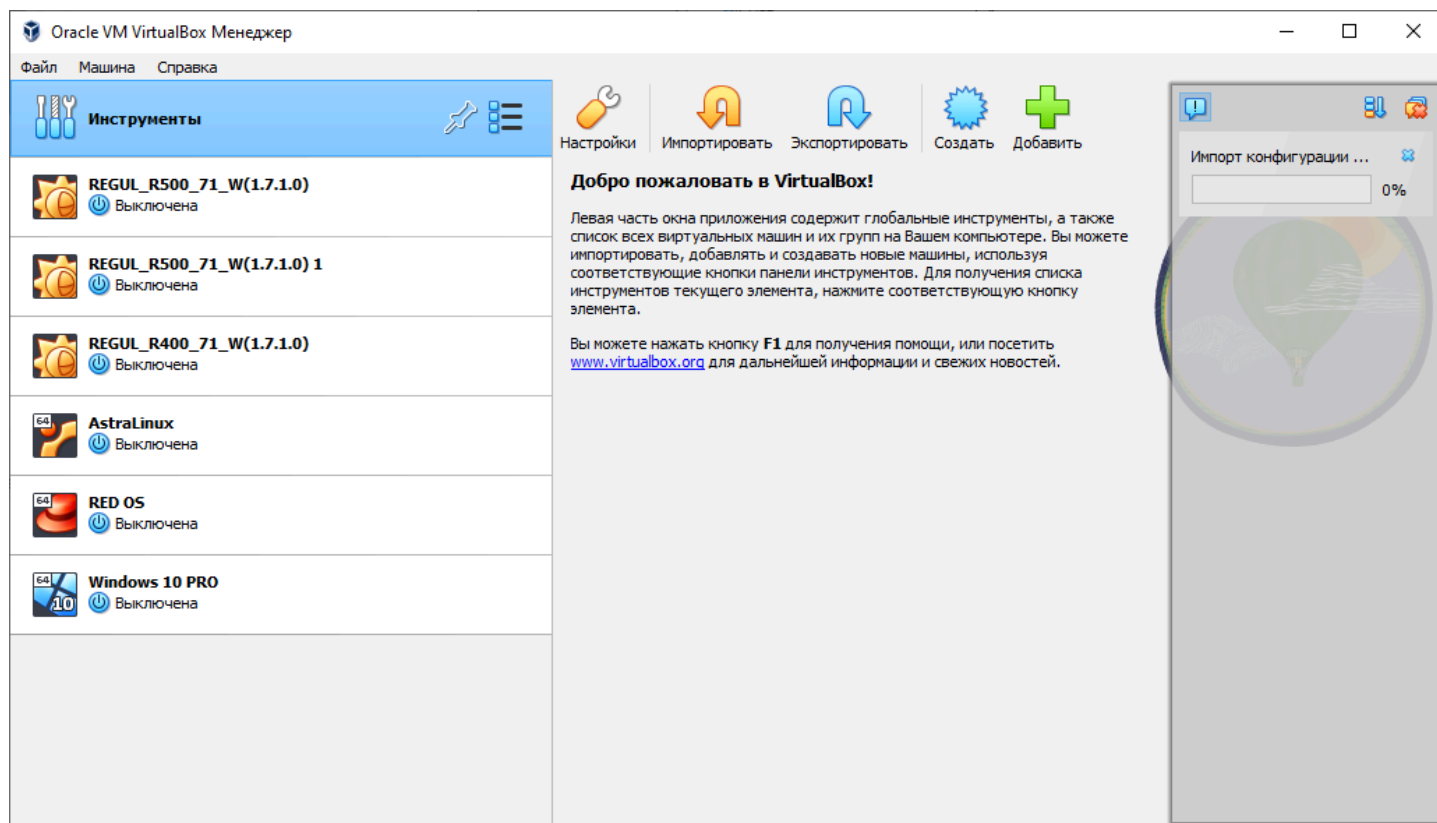 Oracle VM VirtualBox Менеджер
Файл Машина Справка
Инструменты
Настройки Импортировать Экспортировать Создать Добавить
REGUL_R500_71_W(1.7.1.0)
Выключена
REGUL_R500_71_W(1.7.1.0) 1
Выключена
REGUL_R400_71_W(1.7.1.0)
Выключена
64
AstraLinux
Выключена
64
RED OS
Выключена
64
10
Windows 10 PRO
Выключена
Добро пожаловать в VirtualBox!
Левая часть окна приложения содержит глобальные инструменты, а также
список всех виртуальных машин и их групп на Вашем компьютере. Вы можете
импортировать, добавлять и создавать новые машины, используя
соответствующие кнопки панели инструментов. Для получения списка
инструментов текущего элемента, нажмите соответствующую кнопку
элемента.
Вы можете нажать кнопку F1 для получения помощи, или посетить
www.virtualbox.org для дальнейшей информации и свежих новостей.
Импорт конфигурации ...
0%